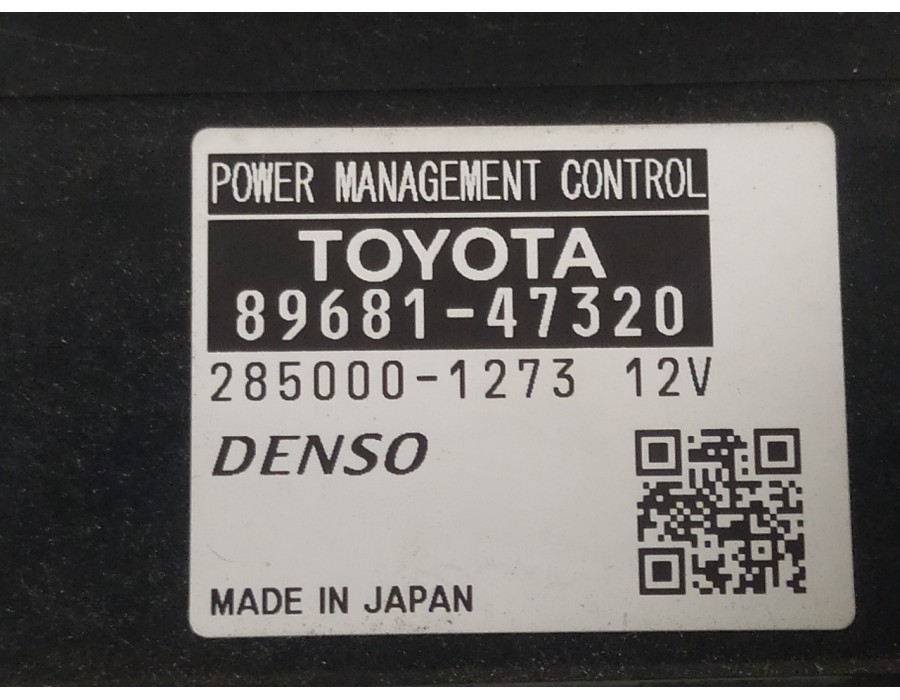 POWER MANAGEMENT CONTROL
TOYOTA
89681-47320
285000-1273 12V
DENSO
MADE IN JAPAN